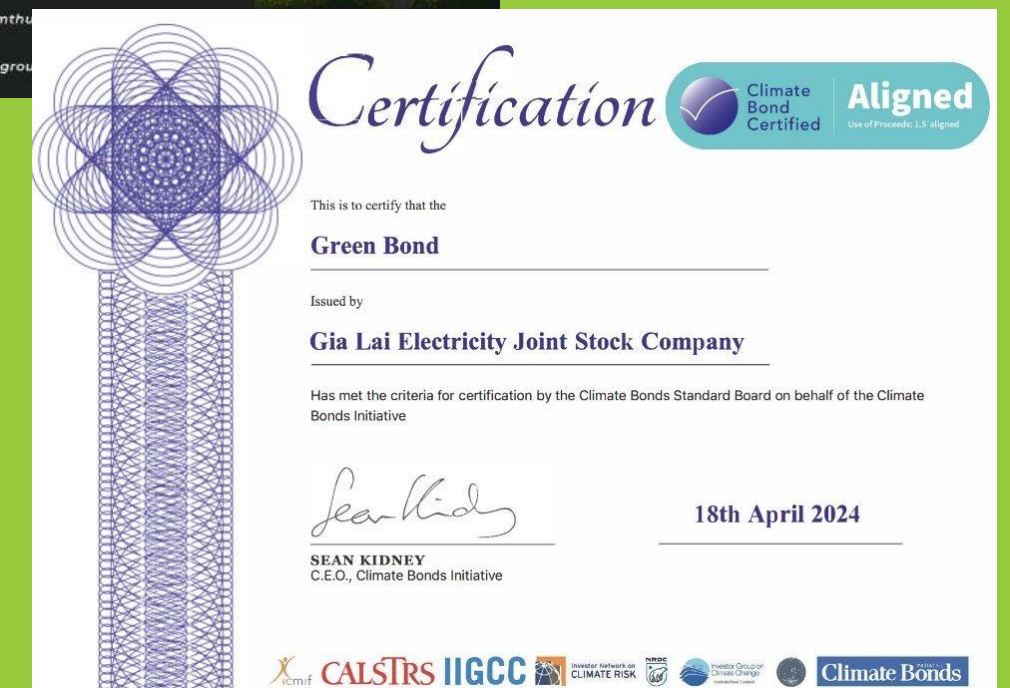 Certification
Climate
Bond
Certified
Aligned
Use of Proceeds: 1.5° aligned
This is to certify that the
Green Bond
Issued by
Gia Lai Electricity Joint Stock Company
Has met the criteria for certification by the Climate Bonds Standard Board on behalf of the Climate
Bonds Initiative
18th April 2024
SEAN KIDNEY
C.E.O., Climate Bonds Initiative
icmif CALSTRS IIGCC
Investor Network on
CLIMATE RISK
NRDC
Investor Group on
Climate Change
Climate Bonds